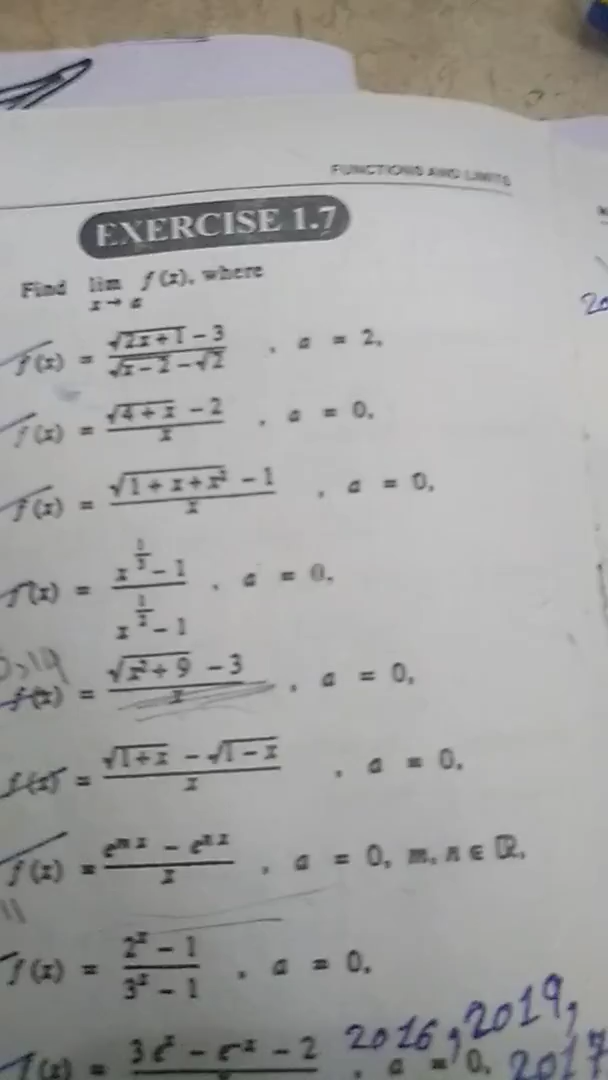 FUNCTIONS AND LIMITS
EXERCISE 1.7
Find lim f(x), where
x → a
f(x) = (√(2x+1) − 3)/(√(x−2) − √2), a = 2,
f(x) = (√(4+x) − 2)/x, a = 0,
f(x) = (√(1+x+x²) − 1)/x, a = 0,
f(x) = (x^(1/3) − 1)/(x^(1/2) − 1), a = 0,
f(x) = (√(x²+9) − 3)/x, a = 0,
f(x) = (√(1+x) − √(1−x))/x, a = 0,
f(x) = (e^(mx) − e^(nx))/x, a = 0, m, n ∈ ℝ,
f(x) = (2^x − 1)/(3^x − 1), a = 0,
2016, 2019,
f(x) = 3e^x − e^−x − 2, a = 0, 2017